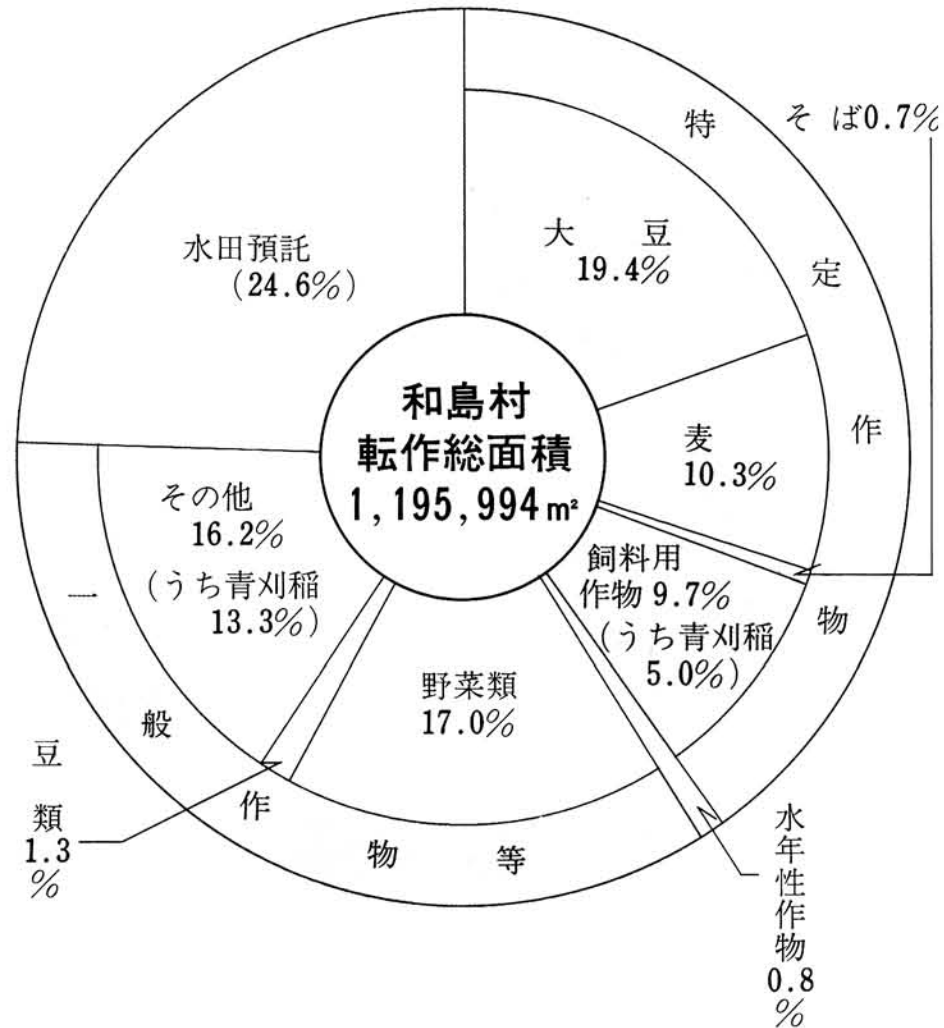 和島村
転作総面積
1,195,994㎡
特定作物
大豆
19.4%
麦
10.3%
そば0.7%
飼料用
作物 9.7%
(うち青刈稲
5.0%)
水年性作物
0.8
%
一般作物等
野菜類
17.0%
豆類
1.3
%
その他
16.2%
(うち青刈稲
13.3%)
水田預託
(24.6%)